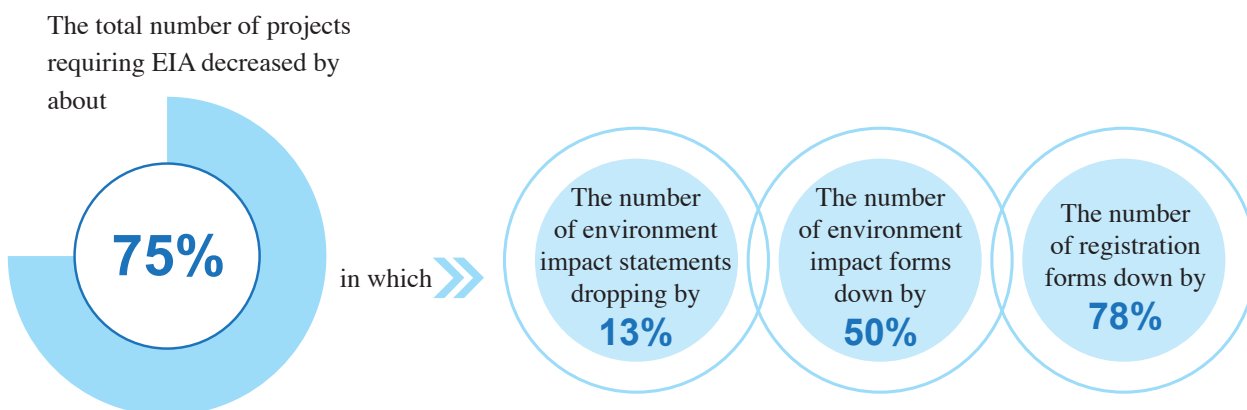 The total number of projects
requiring EIA decreased by
about
75%
in which
The number
of environment
impact statements
dropping by
13%
The number
of environment
impact forms
down by
50%
The number
of registration
forms down by
78%